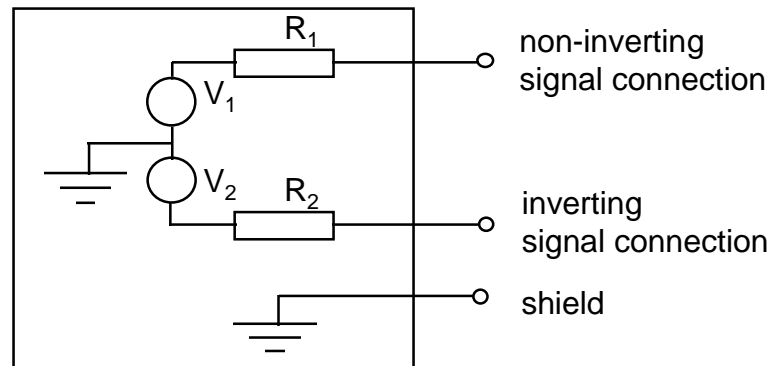 R1
non-inverting
signal connection
V1
V2
R2
inverting
signal connection
shield